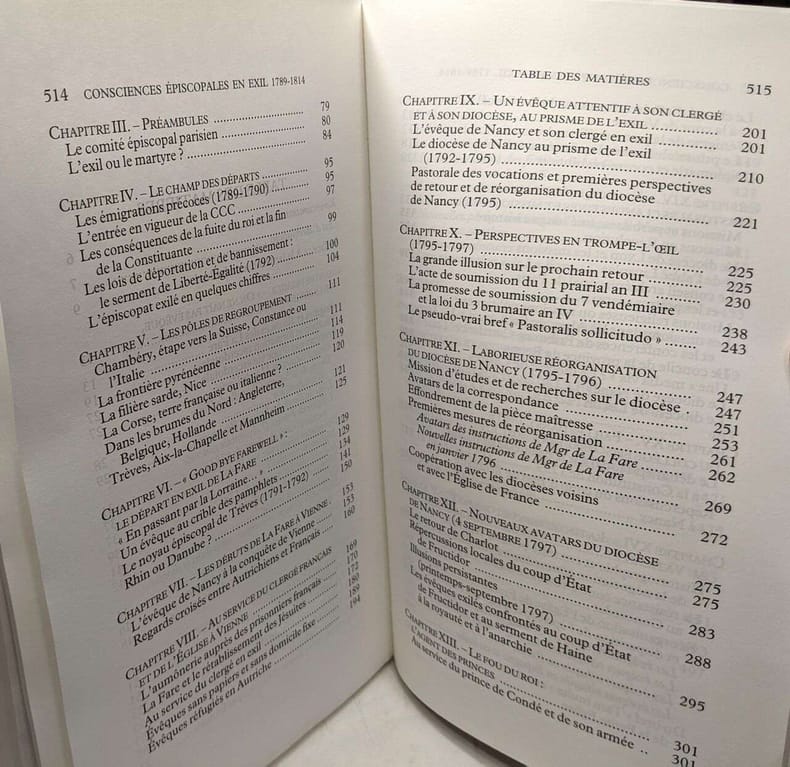 514 CONSCIENCES ÉPISCOPALES EN EXIL 1789-1814
CHAPITRE III. – PRÉAMBULES ........ 79
Le comité épiscopal parisien ........ 80
L'exil ou le martyre ? ........ 84
CHAPITRE IV. – LE CHAMP DES DÉPARTS ........ 95
Les émigrations précoces (1789-1790) ........ 95
L'entrée en vigueur de la CCC ........ 97
Les conséquences de la fuite du roi et la fin
de la Constituante ........ 99
Les lois de déportation et de bannissement :
le serment de Liberté-Égalité (1792) ........ 100
L'épiscopat exilé en quelques chiffres ........ 104
CHAPITRE V. – LES PÔLES DE REGROUPEMENT ........ 111
Chambéry, étape vers la Suisse, Constance ou
l'Italie ........ 111
La frontière pyrénéenne ........ 114
La filière sarde, Nice ........ 119
La Corse, terre française ou italienne ? ........ 120
Dans les brumes du Nord : Angleterre,
Belgique, Hollande ........ 121
Trèves, Aix-la-Chapelle et Mannheim ........ 125
CHAPITRE VI. – « GOOD BYE FAREWELL » :
LE DÉPART EN EXIL DE LA FARE ........ 129
« En passant par la Lorraine... » ........ 129
Un évêque au crible des pamphlets ........ 134
Le noyau épiscopal de Trèves (1791-1792) ........ 141
Rhin ou Danube ? ........ 150
CHAPITRE VII. – LES DÉBUTS DE LA FARE À VIENNE : ........ 153
L'évêque de Nancy à la conquête de Vienne ........ 153
Regards croisés entre Autrichiens et Français ........ 160
CHAPITRE VIII. – AU SERVICE DU CLERGÉ FRANÇAIS
ET DE L'ÉGLISE À VIENNE ........ 169
L'aumônerie auprès des prisonniers français ........ 170
La Fare et le rétablissement des Jésuites ........ 172
Au service du clergé en exil ........ 180
Évêques sans papiers et sans domicile fixe ........ 189
Évêques réfugiés en Autriche ........ 194
TABLE DES MATIÈRES 515
CHAPITRE IX. – UN ÉVÊQUE ATTENTIF À SON CLERGÉ
ET À SON DIOCÈSE, AU PRISME DE L'EXIL ........ 201
L'évêque de Nancy et son clergé en exil ........ 201
Le diocèse de Nancy au prisme de l'exil
(1792-1795) ........ 210
Pastorale des vocations et premières perspectives
de retour et de réorganisation du diocèse
de Nancy (1795) ........ 221
CHAPITRE X. – PERSPECTIVES EN TROMPE-L'ŒIL
(1795-1797) ........ 225
La grande illusion sur le prochain retour ........ 225
L'acte de soumission du 11 prairial an III ........ 230
La promesse de soumission du 7 vendémiaire
et la loi du 3 brumaire an IV ........ 238
Le pseudo-vrai bref « Pastoralis sollicitudo » ........ 243
CHAPITRE XI. – LABORIEUSE RÉORGANISATION
DU DIOCÈSE DE NANCY (1795-1796) ........ 247
Mission d'études et de recherches sur le diocèse ........ 247
Avatars de la correspondance ........ 251
Effondrement de la pièce maîtresse ........ 253
Premières mesures de réorganisation ........ 261
Avatars des instructions de Mgr de La Fare ........ 262
Nouvelles instructions de Mgr de La Fare
en janvier 1796 ........ 269
Coopération avec les diocèses voisins
et avec l'Église de France ........ 272
CHAPITRE XII. – NOUVEAUX AVATARS DU DIOCÈSE
DE NANCY (4 SEPTEMBRE 1797) ........ 275
Le retour de Charlot ........ 275
Répercussions locales du coup d'État
de Fructidor ........ 283
Illusions persistantes
(printemps-septembre 1797) ........ 288
Les évêques exilés confrontés au coup d'État
de Fructidor et au serment de Haine
à la royauté et à l'anarchie ........ 295
CHAPITRE XIII. – LE FOU DU ROI :
L'AGENT DES PRINCES ........ 301
Au service du prince de Condé et de son armée .. 301